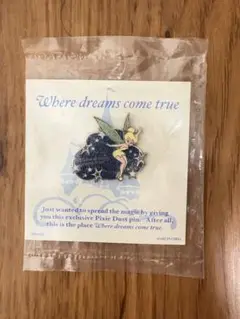 Where dreams come true
Just wanted to spread the magic by giving
you this exclusive Pixie Dust pin. After all,
this is the place Where dreams come true.